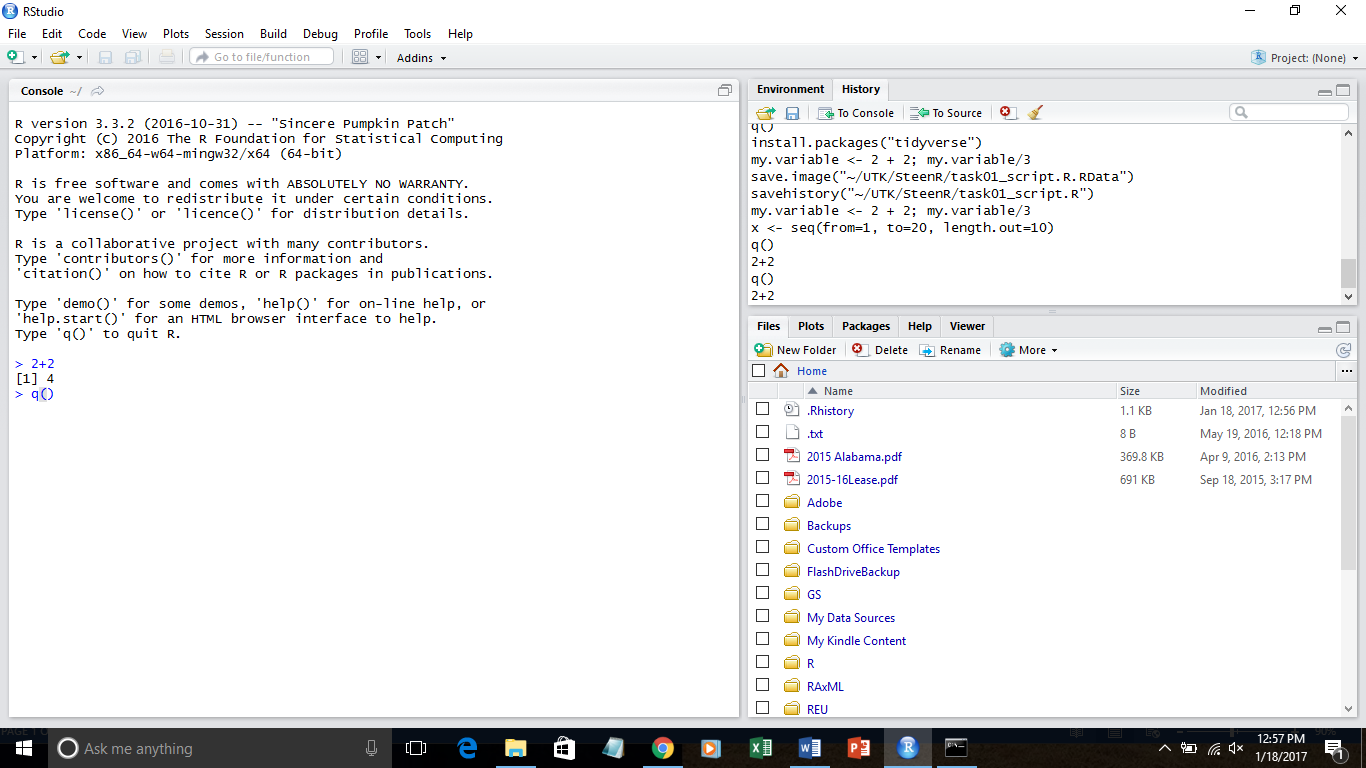 RStudio
File Edit Code View Plots Session Build Debug Profile Tools Help
Go to file/function Addins Project: (None)
Console ~/
R version 3.3.2 (2016-10-31) -- "Sincere Pumpkin Patch"
Copyright (C) 2016 The R Foundation for Statistical Computing
Platform: x86_64-w64-mingw32/x64 (64-bit)
R is free software and comes with ABSOLUTELY NO WARRANTY.
You are welcome to redistribute it under certain conditions.
Type 'license()' or 'licence()' for distribution details.
R is a collaborative project with many contributors.
Type 'contributors()' for more information and
'citation()' on how to cite R or R packages in publications.
Type 'demo()' for some demos, 'help()' for on-line help, or
'help.start()' for an HTML browser interface to help.
Type 'q()' to quit R.
> 2+2
[1] 4
> q()
Environment History
To Console To Source
q()
install.packages("tidyverse")
my.variable <- 2 + 2; my.variable/3
save.image("~/UTK/SteenR/task01_script.R.RData")
savehistory("~/UTK/SteenR/task01_script.R")
my.variable <- 2 + 2; my.variable/3
x <- seq(from=1, to=20, length.out=10)
q()
2+2
q()
2+2
Files Plots Packages Help Viewer
New Folder Delete Rename More
Home ...
Name Size Modified
.Rhistory 1.1 KB Jan 18, 2017, 12:56 PM
.txt 8 B May 19, 2016, 12:18 PM
2015 Alabama.pdf 369.8 KB Apr 9, 2016, 2:13 PM
2015-16Lease.pdf 691 KB Sep 18, 2015, 3:17 PM
Adobe
Backups
Custom Office Templates
FlashDriveBackup
GS
My Data Sources
My Kindle Content
R
RAxML
REU
Ask me anything
12:57 PM
1/18/2017
1